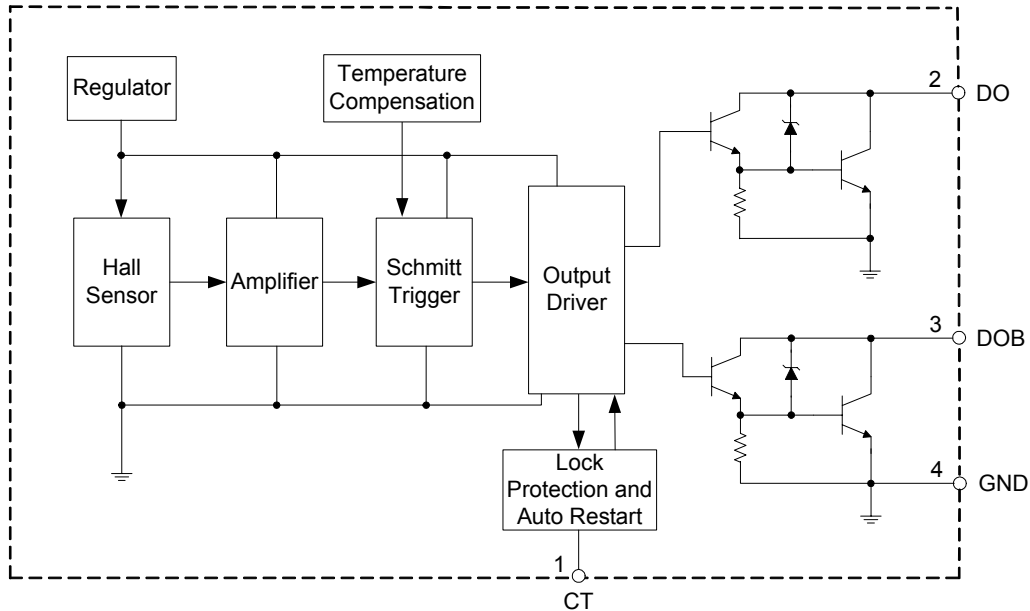 Regulator
Temperature
Compensation
2
DO
Hall
Sensor
Amplifier
Schmitt
Trigger
Output
Driver
3
DOB
Lock
Protection and
Auto Restart
4
GND
1
CT